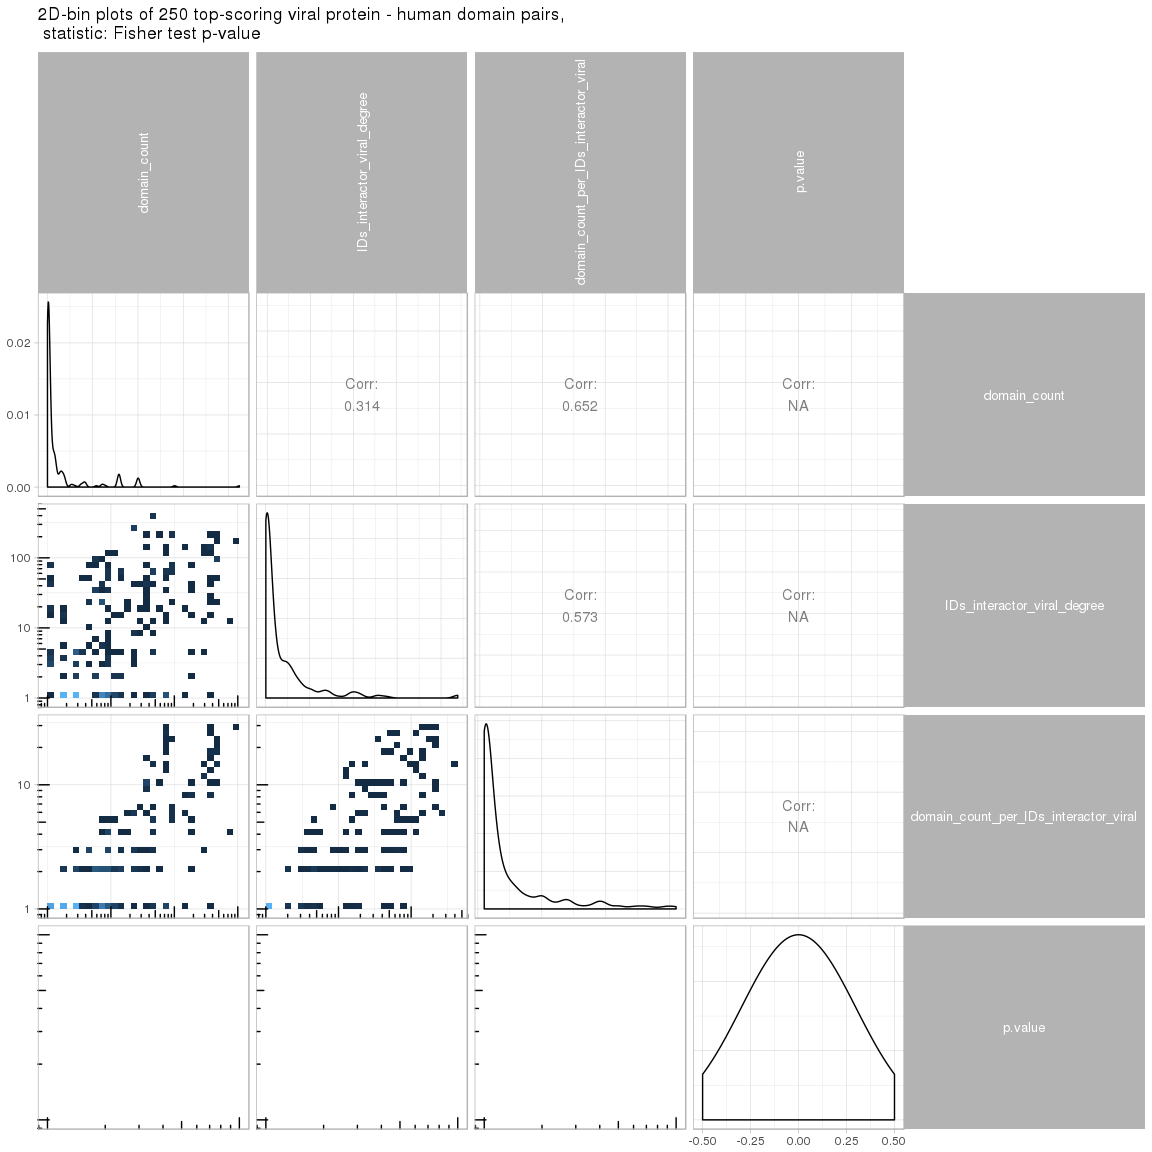 2D-bin plots of 250 top-scoring viral protein - human domain pairs,
statistic: Fisher test p-value
domain_count
IDs_interactor_viral_degree
domain_count_per_IDs_interactor_viral
p.value
0.02
0.01
0.00
Corr:
0.314
Corr:
0.652
Corr:
NA
domain_count
100
10
1
Corr:
0.573
Corr:
NA
IDs_interactor_viral_degree
10
1
Corr:
NA
domain_count_per_IDs_interactor_viral
p.value
-0.50 -0.25 0.00 0.25 0.50